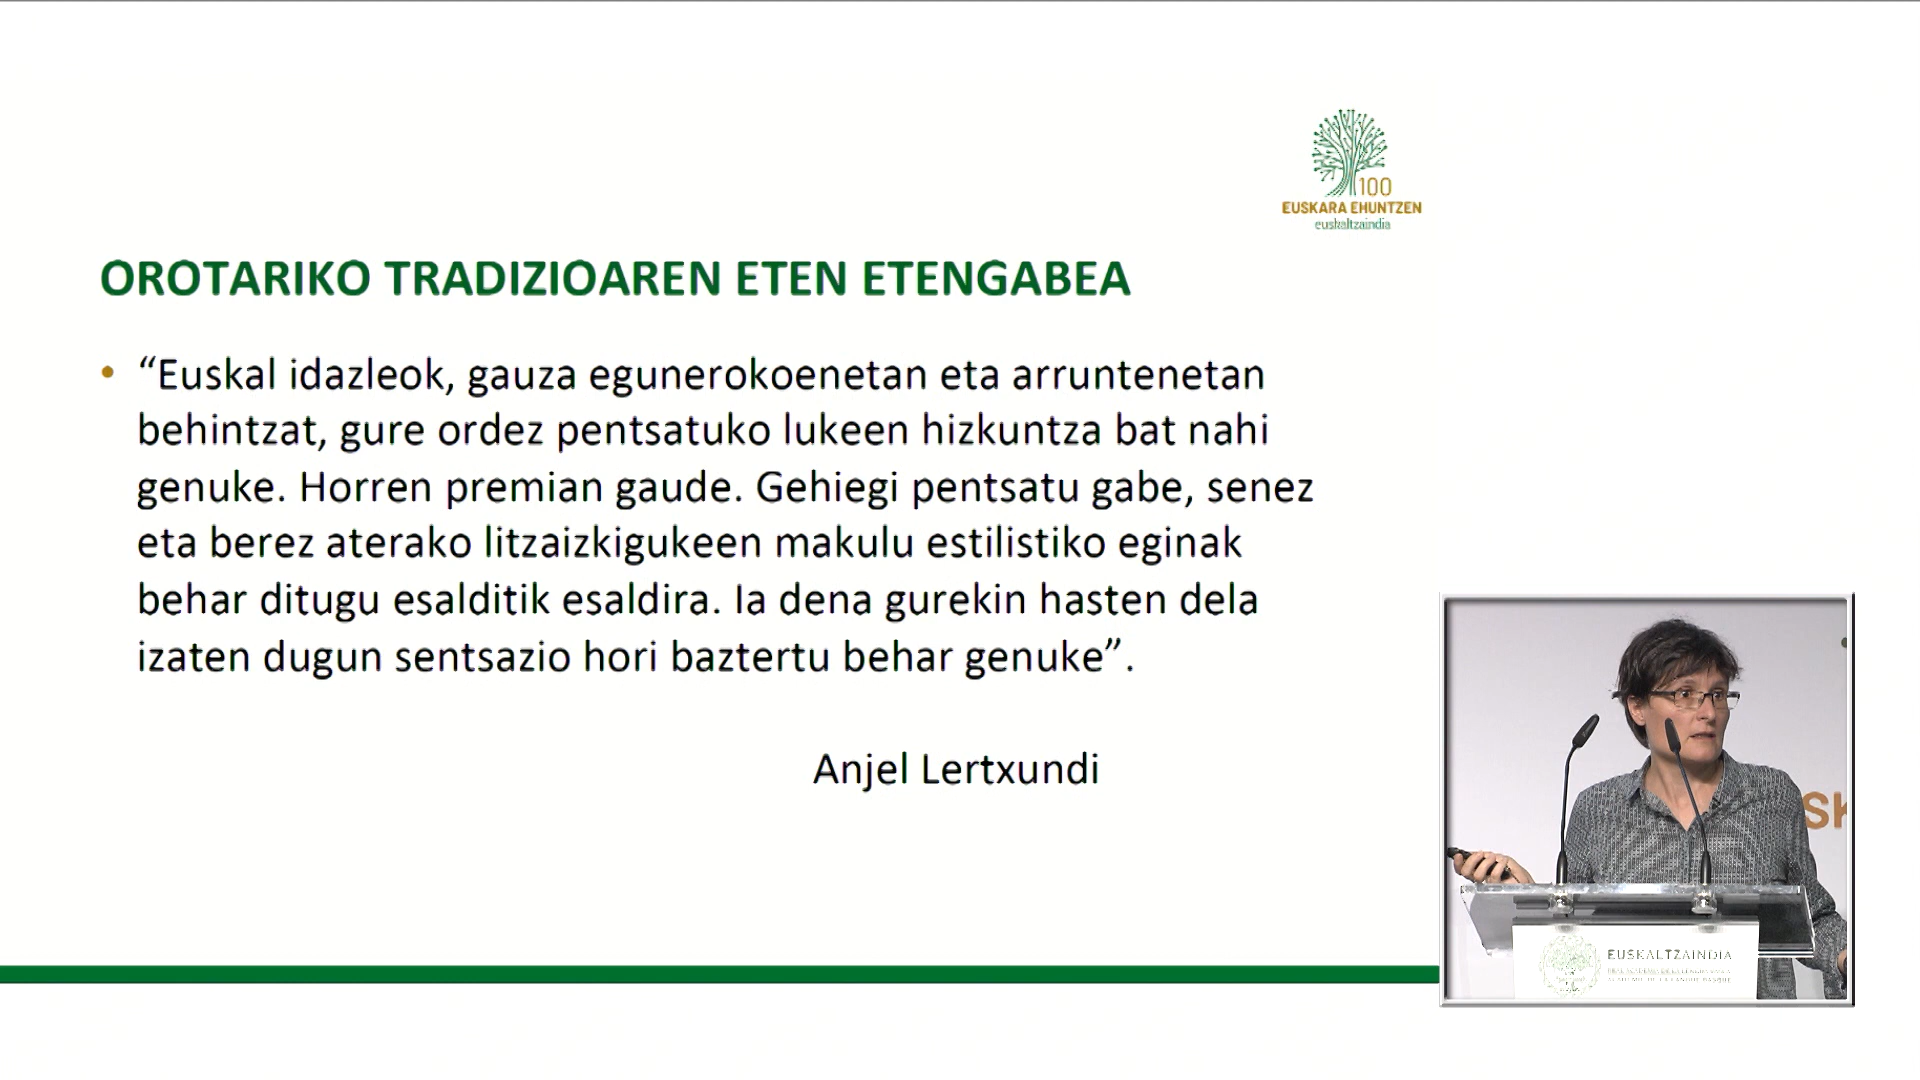 100
EUSKARA EHUNTZEN
euskaltzaindia
OROTARIKO TRADIZIOAREN ETEN ETENGABEA
• “Euskal idazleok, gauza egunerokoenetan eta arruntenetan
behintzat, gure ordez pentsatuko lukeen hizkuntza bat nahi
genuke. Horren premian gaude. Gehiegi pentsatu gabe, senez
eta berez aterako litzaizkigukeen makulu estilistiko eginak
behar ditugu esalditik esaldira. Ia dena gurekin hasten dela
izaten dugun sentsazio hori baztertu behar genuke”.
Anjel Lertxundi
SK
EUSKALTZAINDIA